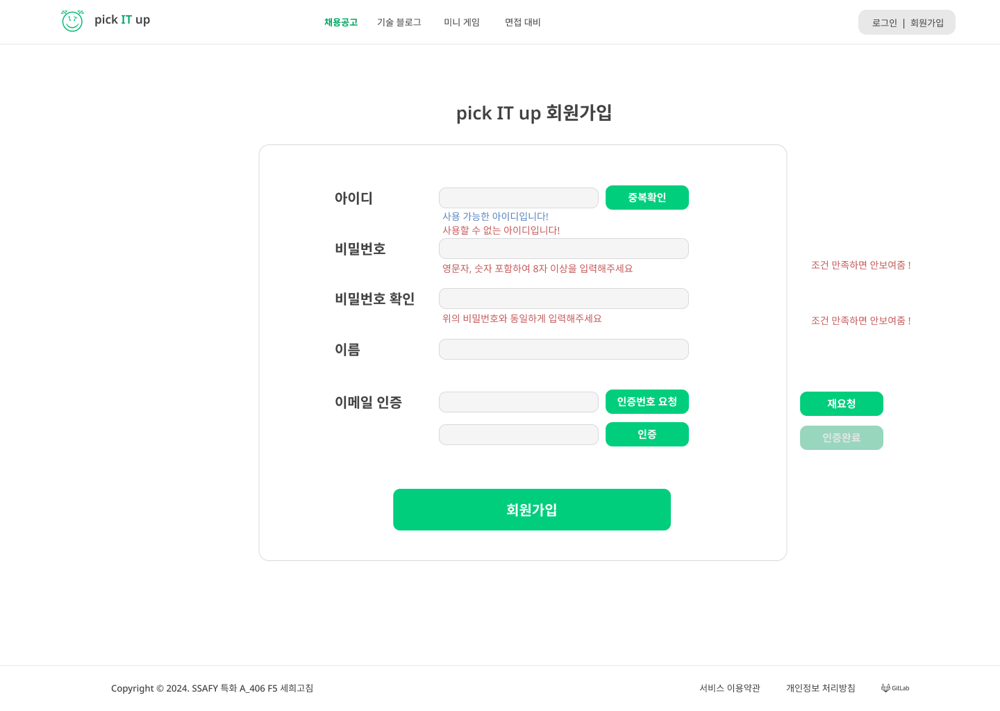 pick IT up
채용공고
기술 블로그
미니 게임
면접 대비
로그인 | 회원가입
pick IT up 회원가입
아이디
중복확인
사용 가능한 아이디입니다!
사용할 수 없는 아이디입니다!
비밀번호
영문자, 숫자 포함하여 8자 이상을 입력해주세요
조건 만족하면 안보여줌 !
비밀번호 확인
위의 비밀번호와 동일하게 입력해주세요
조건 만족하면 안보여줌 !
이름
이메일 인증
인증번호 요청
재요청
인증
인증완료
회원가입
Copyright © 2024. SSAFY 특화 A_406 F5 세희고침
서비스 이용약관
개인정보 처리방침
GitLab